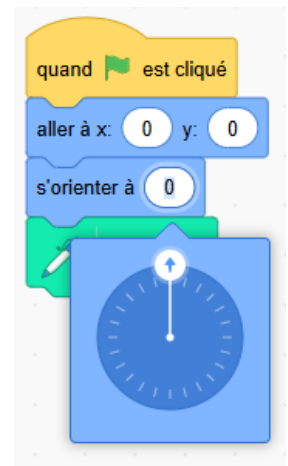 quand est cliqué
aller à x: 0 y: 0
s'orienter à 0